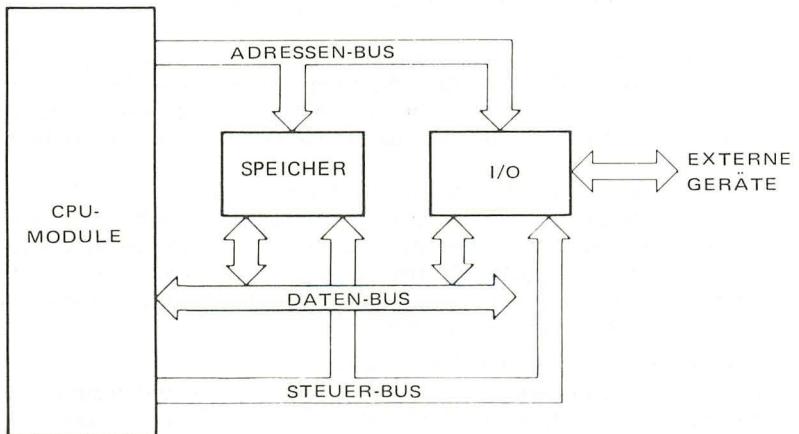 ADRESSEN-BUS
SPEICHER
I/O
EXTERNE
GERÄTE
CPU-
MODULE
DATEN-BUS
STEUER-BUS